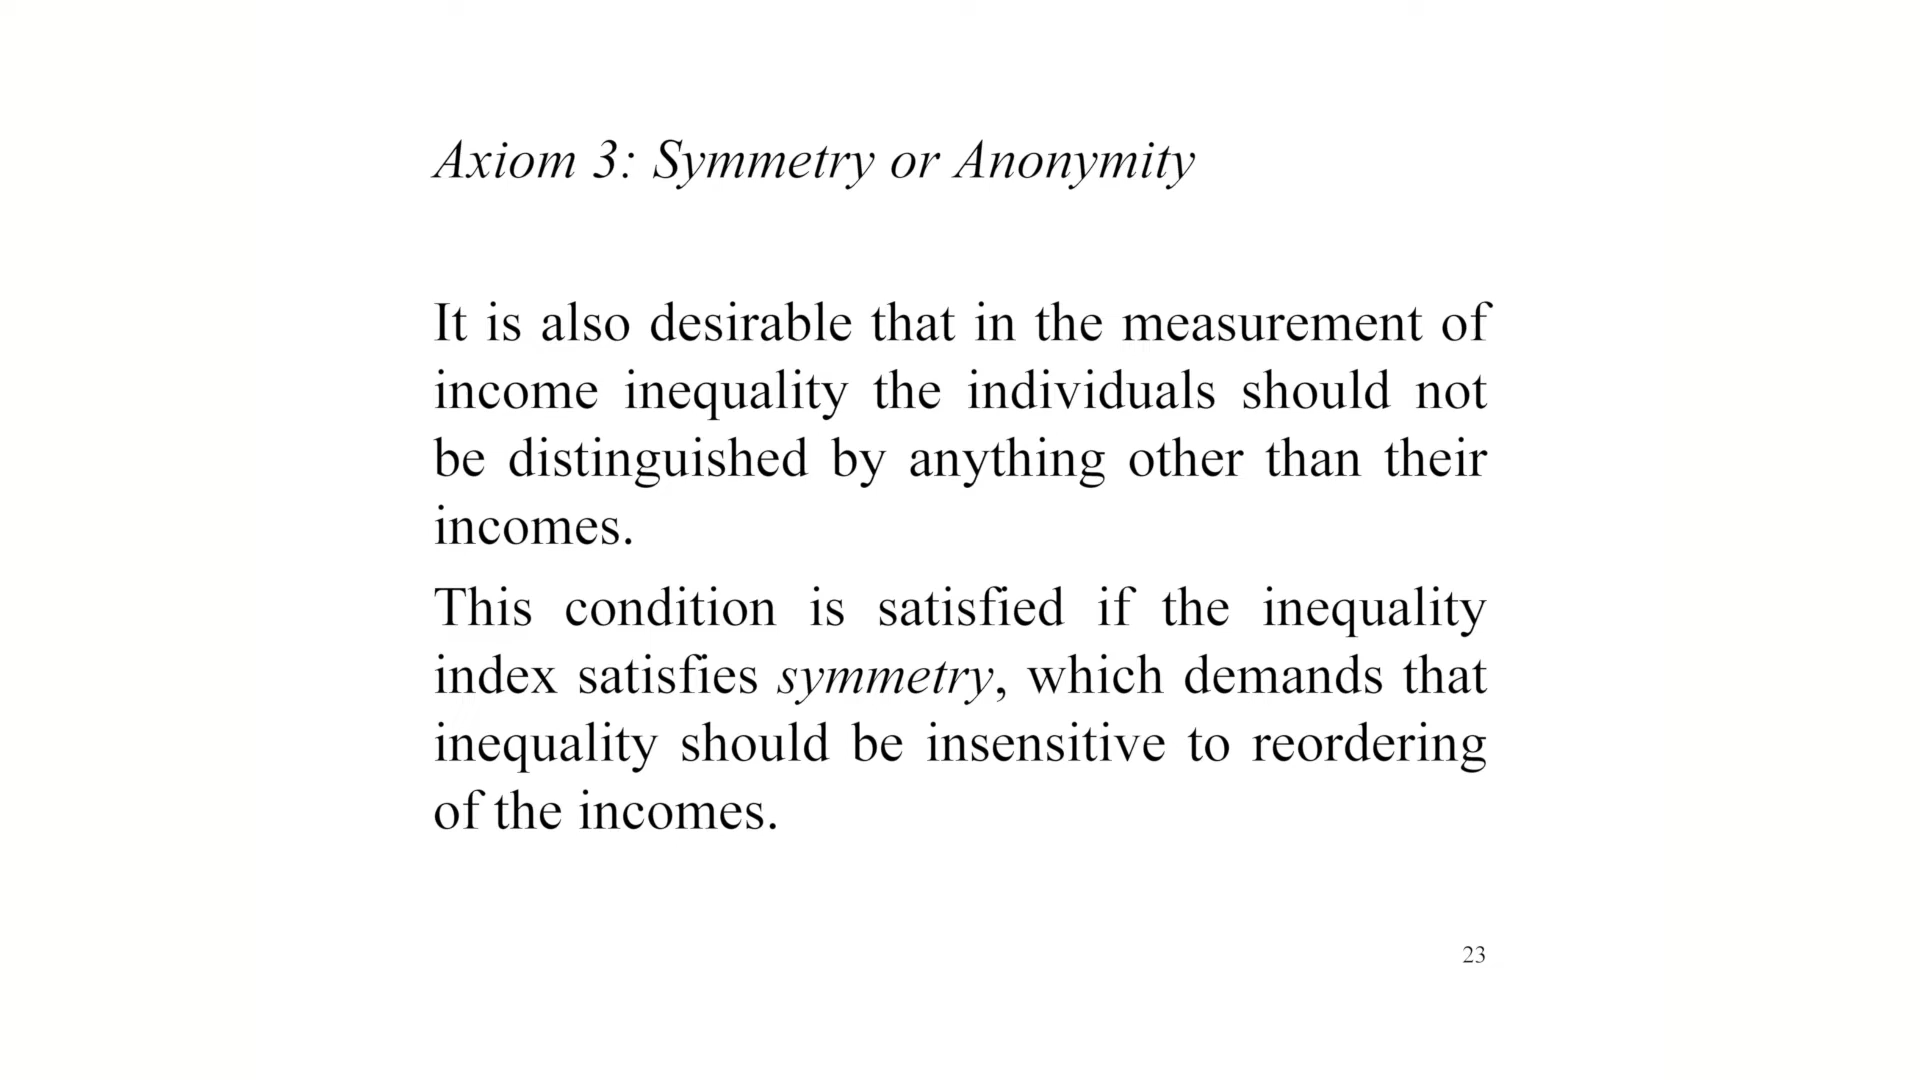 Axiom 3: Symmetry or Anonymity
It is also desirable that in the measurement of
income inequality the individuals should not
be distinguished by anything other than their
incomes.
This condition is satisfied if the inequality
index satisfies symmetry, which demands that
inequality should be insensitive to reordering
of the incomes.
23